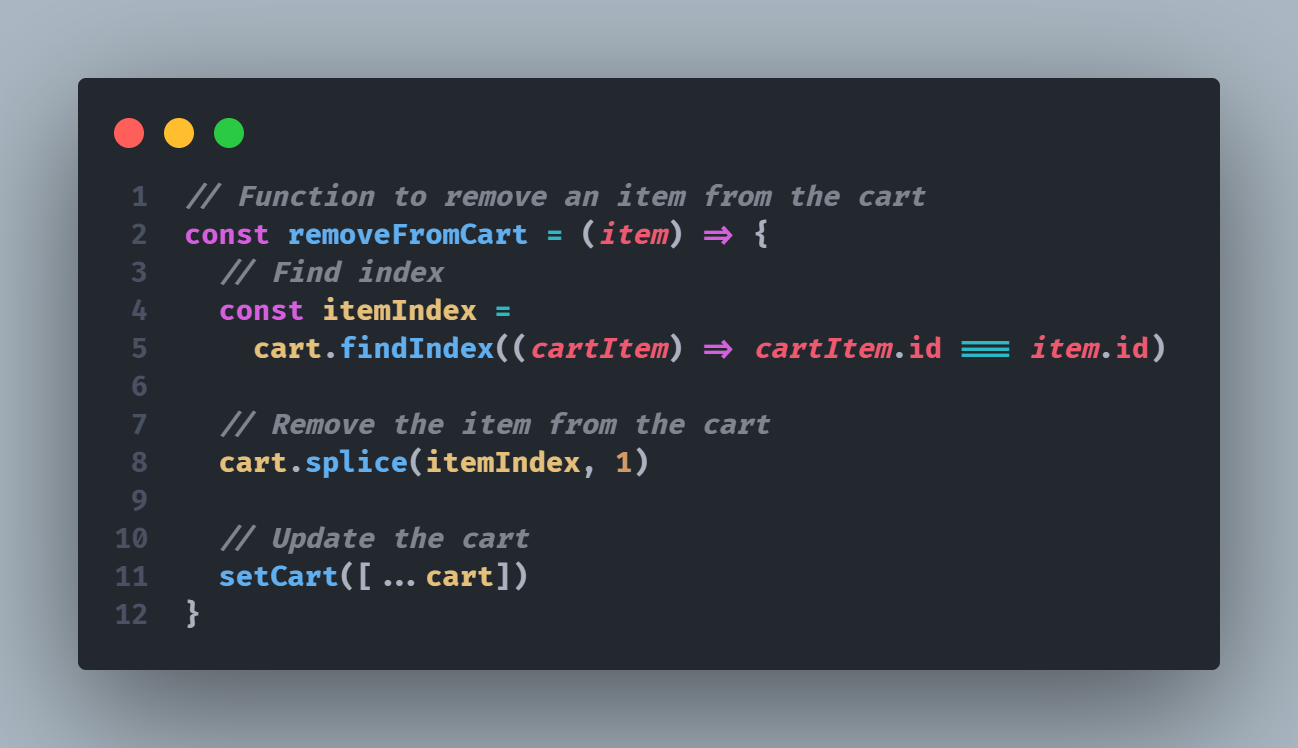 1 // Function to remove an item from the cart
2 const removeFromCart = (item) => {
3   // Find index
4   const itemIndex =
5     cart.findIndex((cartItem) => cartItem.id === item.id)
6
7   // Remove the item from the cart
8   cart.splice(itemIndex, 1)
9
10   // Update the cart
11   setCart([...cart])
12 }